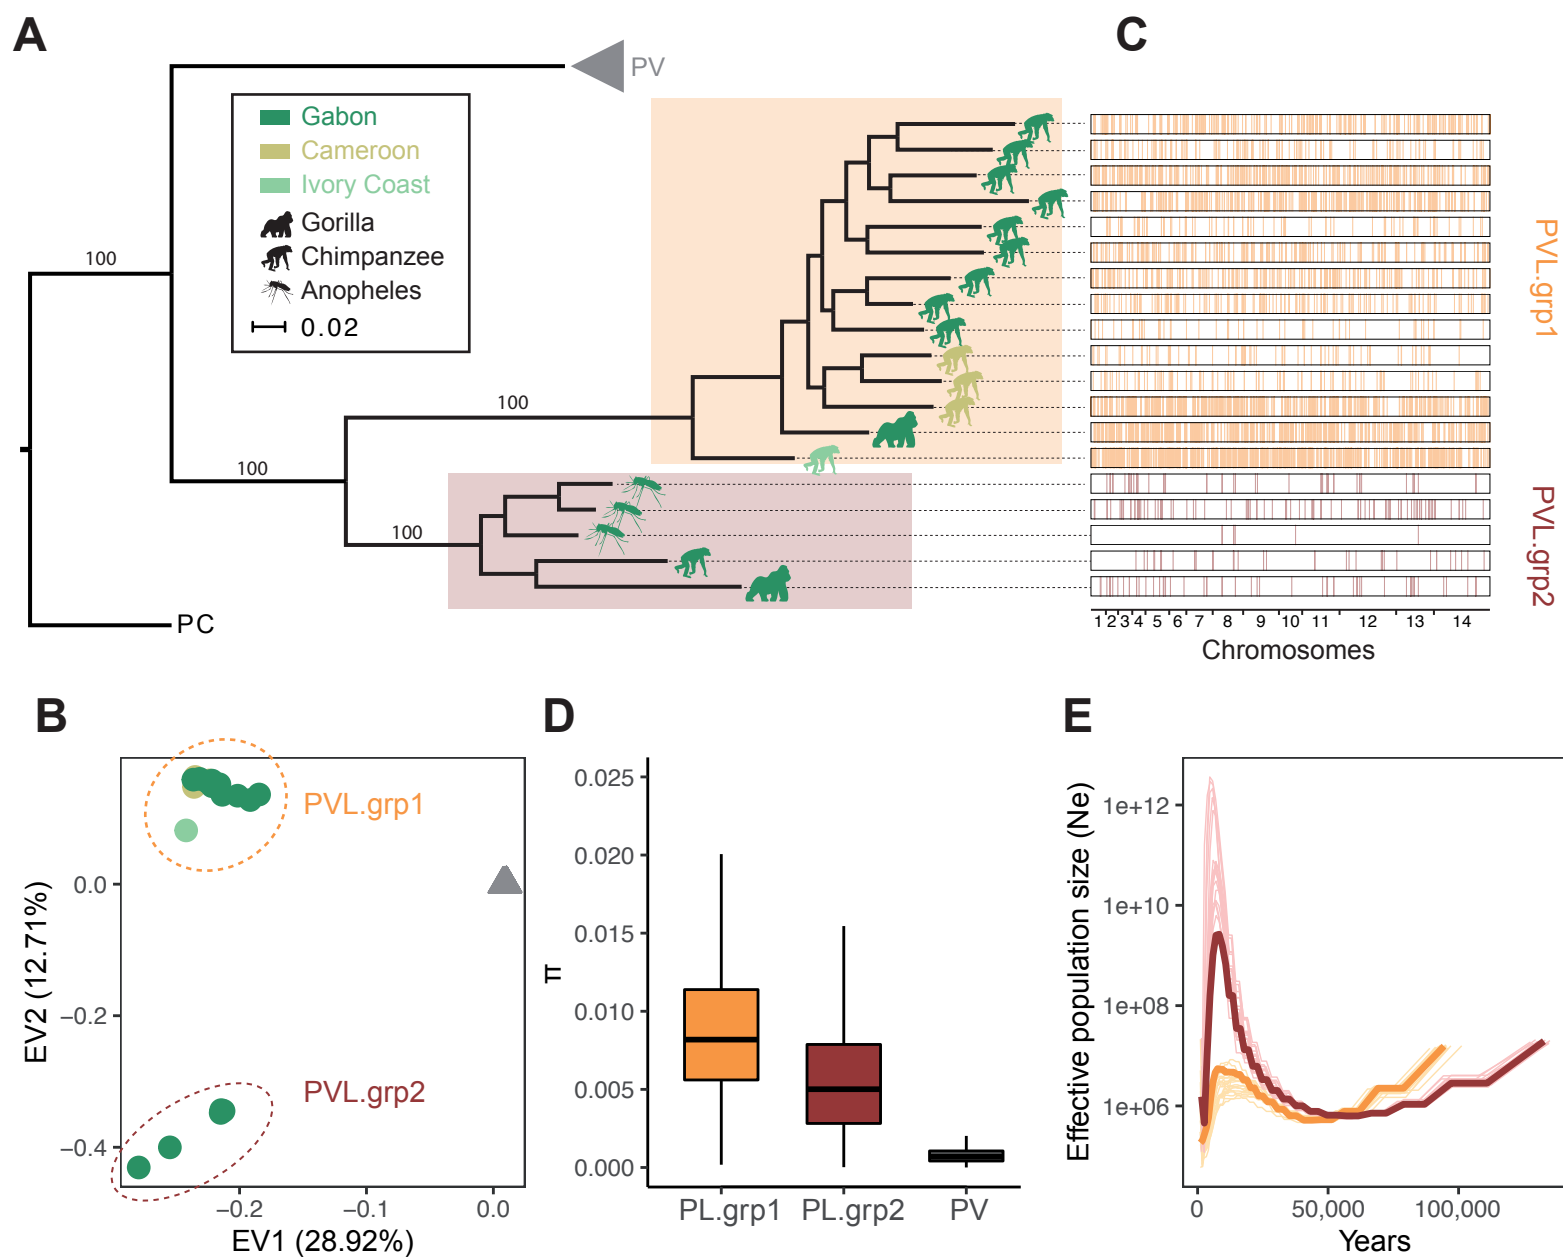 A
PV
Gabon
Cameroon
Ivory Coast
Gorilla
Chimpanzee
Anopheles
0.02
100
100
100
100
PC
C
PVL.grp1
PVL.grp2
1 2 3 4 5 6 7 8 9 10 11 12 13 14
Chromosomes
B
PVL.grp1
PVL.grp2
0.0
−0.2
−0.4
EV2 (12.71%)
−0.2 −0.1 0.0
EV1 (28.92%)
D
0.025
0.020
0.015
0.010
0.005
0.000
π
PL.grp1 PL.grp2 PV
E
1e+12
1e+10
1e+08
1e+06
Effective population size (Ne)
0 50,000 100,000
Years